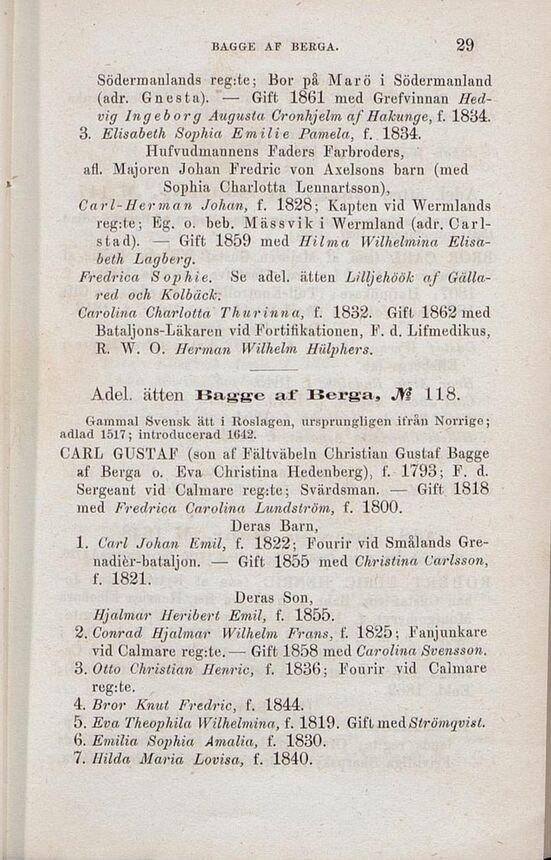 BAGGE AF BERGA. 29
Södermanlands reg:te; Bor på Marö i Södermanland
(adr. Gnesta). — Gift 1861 med Grefvinnan Hed-
vig Ingeborg Augusta Cronhjelm af Hakunge, f. 1834.
3. Elisabeth Sophia Emilie Pamela, f. 1834.
Hufvudmannens Faders Farbroders,
afl. Majoren Johan Fredric von Axelsons barn (med
Sophia Charlotta Lennartsson),
Carl-Herman Johan, f. 1828; Kapten vid Wermlands
reg:te; Eg. o. beb. Mässvik i Wermland (adr. Carl-
stad). — Gift 1859 med Hilma Wilhelmina Elisa-
beth Lagberg.
Fredrica Sophie. Se adel. ätten Lilljehöök af Gälla-
red och Kolbäck.
Carolina Charlotta Thurinna, f. 1832. Gift 1862 med
Bataljons-Läkaren vid Fortifikationen, F. d. Lifmedikus,
R. W. O. Herman Wilhelm Hülphers.
Adel. ätten Bagge af Berga, № 118.
Gammal Svensk ätt i Roslagen, ursprungligen ifrån Norrige;
adlad 1517; introducerad 1642.
CARL GUSTAF (son af Fältväbeln Christian Gustaf Bagge
af Berga o. Eva Christina Hedenberg), f. 1793; F. d.
Sergeant vid Calmare reg:te; Svärdsman. — Gift 1818
med Fredrica Carolina Lundström, f. 1800.
Deras Barn,
1. Carl Johan Emil, f. 1822; Fourir vid Smålands Gre-
nadièr-bataljon. — Gift 1855 med Christina Carlsson,
f. 1821.
Deras Son,
Hjalmar Heribert Emil, f. 1855.
2. Conrad Hjalmar Wilhelm Frans, f. 1825; Fanjunkare
vid Calmare reg:te. — Gift 1858 med Carolina Svensson.
3. Otto Christian Henric, f. 1836; Fourir vid Calmare
reg:te.
4. Bror Knut Fredric, f. 1844.
5. Eva Theophila Wilhelmina, f. 1819. Gift med Strömqvist.
6. Emilia Sophia Amalia, f. 1830.
7. Hilda Maria Lovisa, f. 1840.